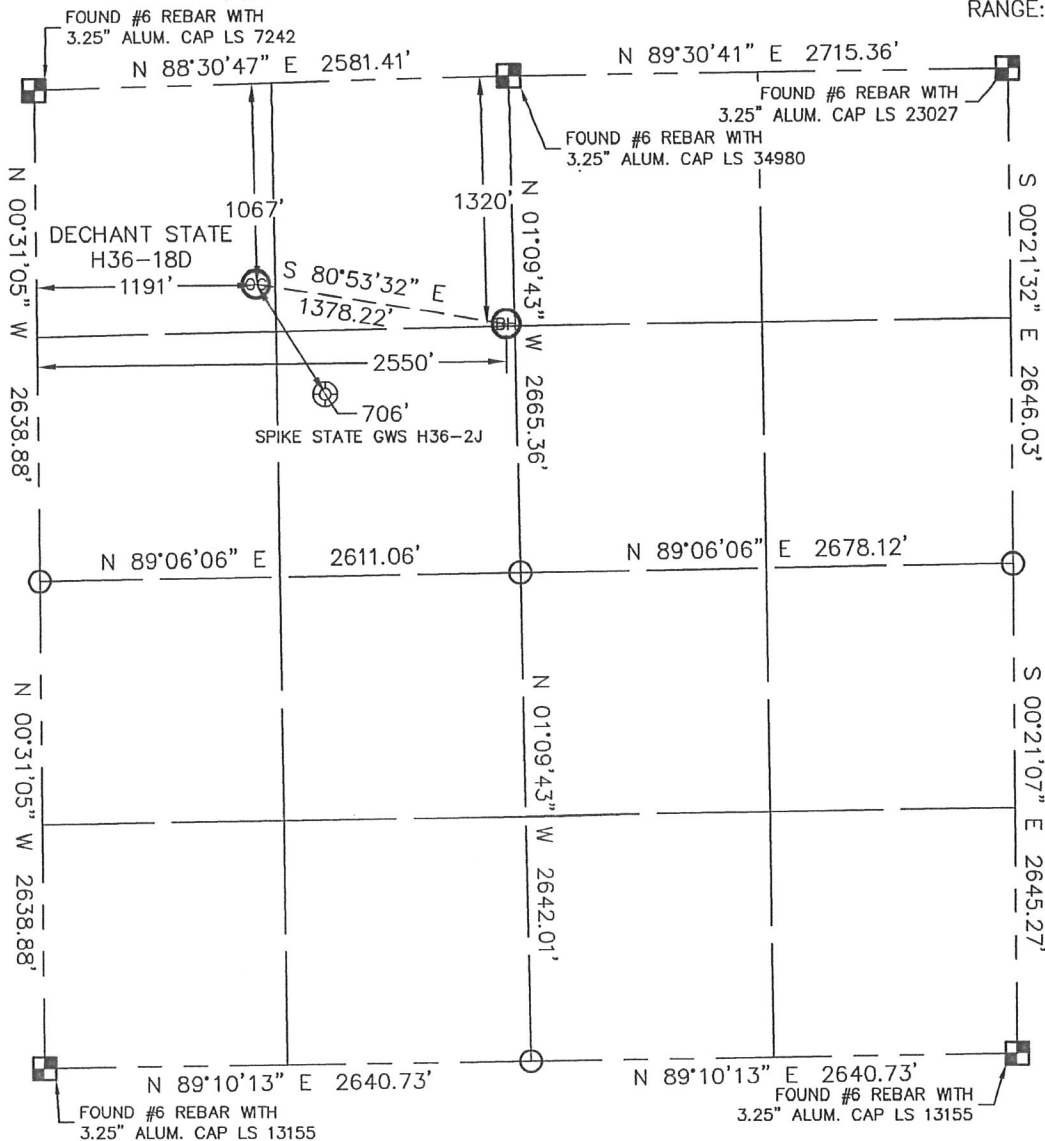 RANGE:
FOUND #6 REBAR WITH
3.25" ALUM. CAP LS 7242
N 88°30'47" E 2581.41'
N 89°30'41" E 2715.36'
FOUND #6 REBAR WITH
3.25" ALUM. CAP LS 23027
FOUND #6 REBAR WITH
3.25" ALUM. CAP LS 34980
N 00°31'05" W 2638.88'
1067'
1320'
N 01°09'43" W 2665.36'
S 00°21'32" E 2646.03'
DECHANT STATE
H36-18D
1191'
S 80°53'32" E
1378.22'
BH
2550'
706'
SPIKE STATE GWS H36-2J
N 89°06'06" E 2611.06'
N 89°06'06" E 2678.12'
N 00°31'05" W 2638.88'
N 01°09'43" W 2642.01'
S 00°21'07" E 2645.27'
N 89°10'13" E 2640.73'
N 89°10'13" E 2640.73'
FOUND #6 REBAR WITH
3.25" ALUM. CAP LS 13155
FOUND #6 REBAR WITH
3.25" ALUM. CAP LS 13155